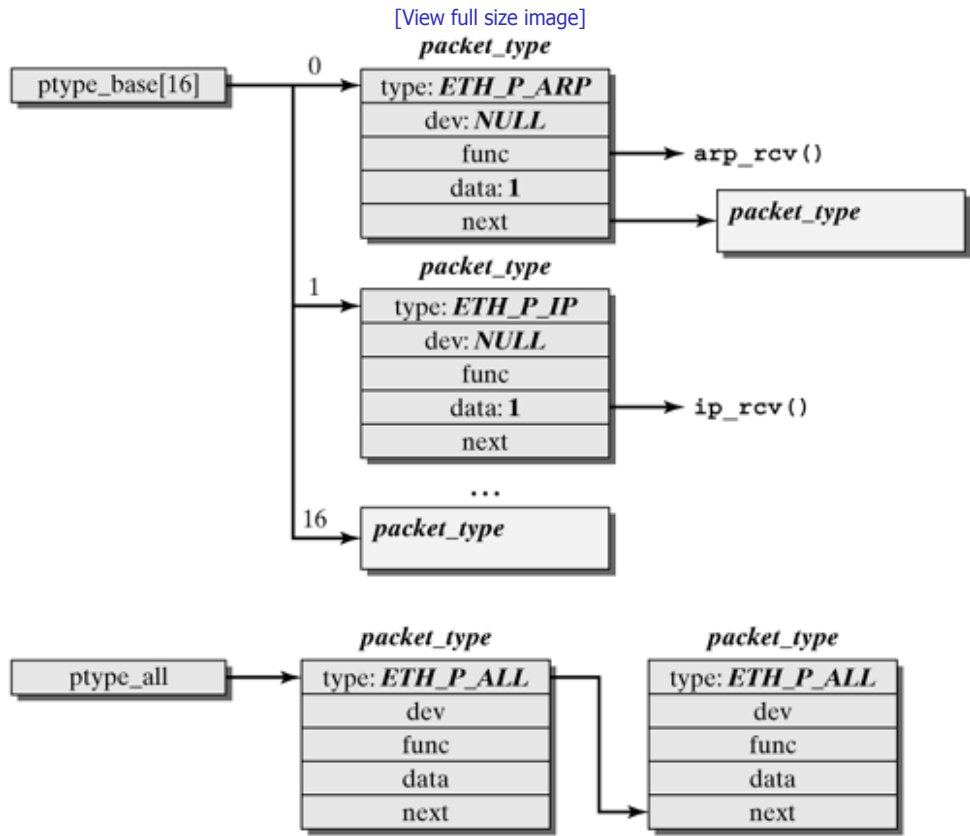 [View full size image]
packet_type
ptype_base[16]
0
type: ETH_P_ARP
dev: NULL
func
arp_rcv()
data: 1
next
packet_type
packet_type
1
type: ETH_P_IP
dev: NULL
func
data: 1
ip_rcv()
next
...
16
packet_type
packet_type
packet_type
ptype_all
type: ETH_P_ALL
type: ETH_P_ALL
dev
dev
func
func
data
data
next
next